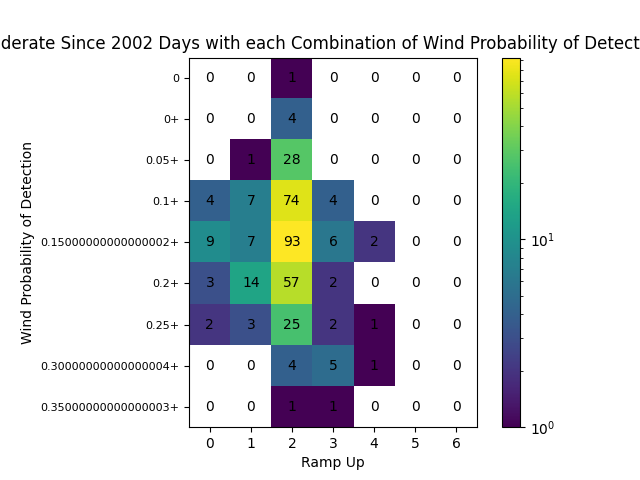 derate Since 2002 Days with each Combination of Wind Probability of Detect
0 0 0 1 0 0 0 0
0+ 0 0 4 0 0 0 0
0.05+ 0 1 28 0 0 0 0
0.1+ 4 7 74 4 0 0 0
0.15000000000000002+ 9 7 93 6 2 0 0
0.2+ 3 14 57 2 0 0 0
0.25+ 2 3 25 2 1 0 0
0.30000000000000004+ 0 0 4 5 1 0 0
0.35000000000000003+ 0 0 1 1 0 0 0
0 1 2 3 4 5 6
Ramp Up
Wind Probability of Detection
10¹
10⁰